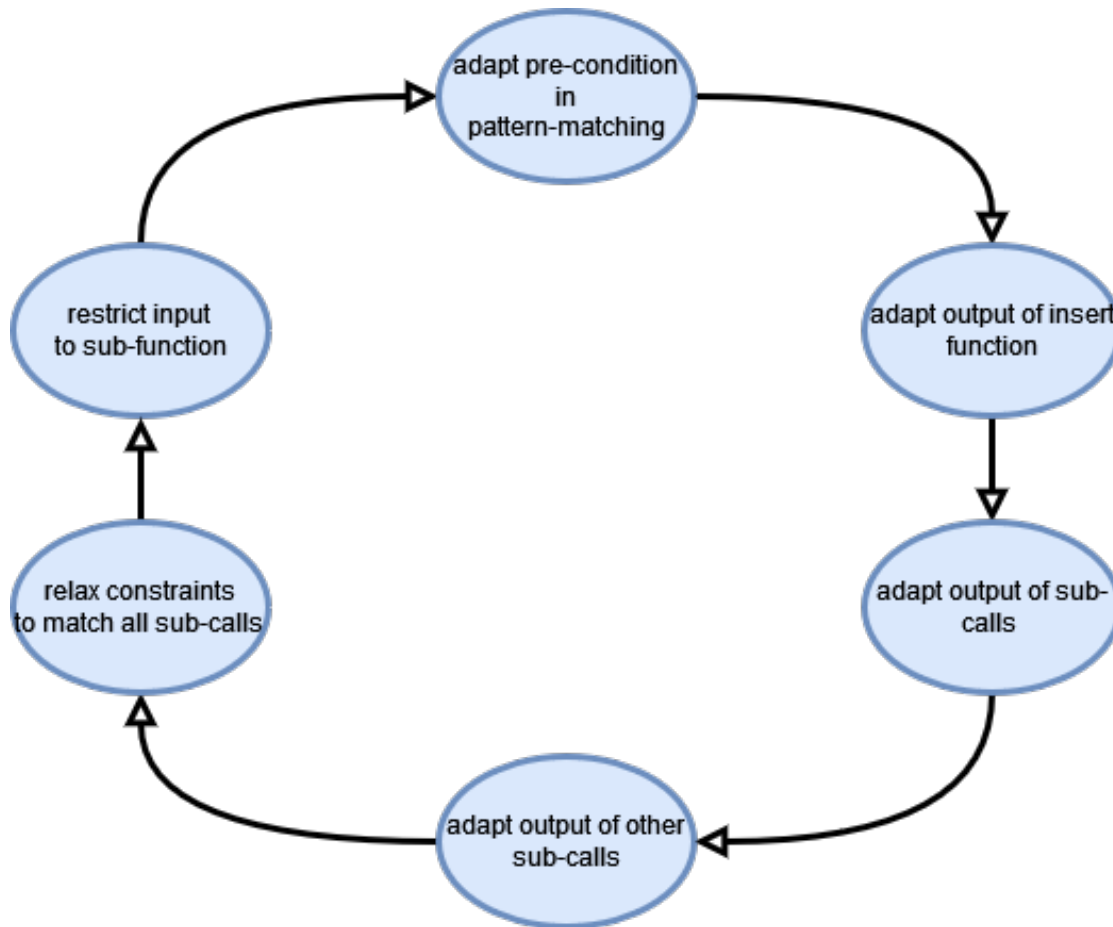 adapt pre-condition
in
pattern-matching
adapt output of insert
function
adapt output of sub-
calls
adapt output of other
sub-calls
relax constraints
to match all sub-calls
restrict input
to sub-function